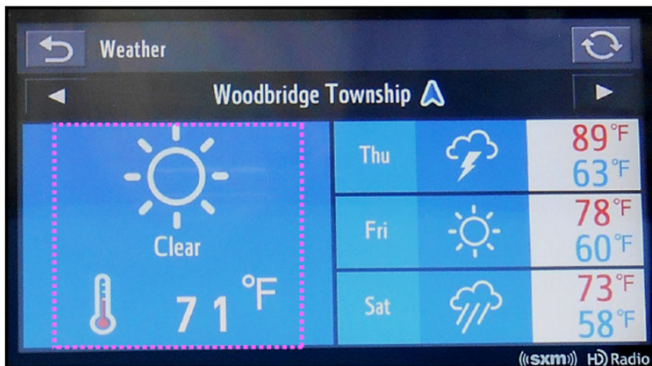 Weather
Woodbridge Township
Clear
71 °F
Thu
89°F
63°F
Fri
78°F
60°F
Sat
73°F
58°F
((sxm)) HD Radio